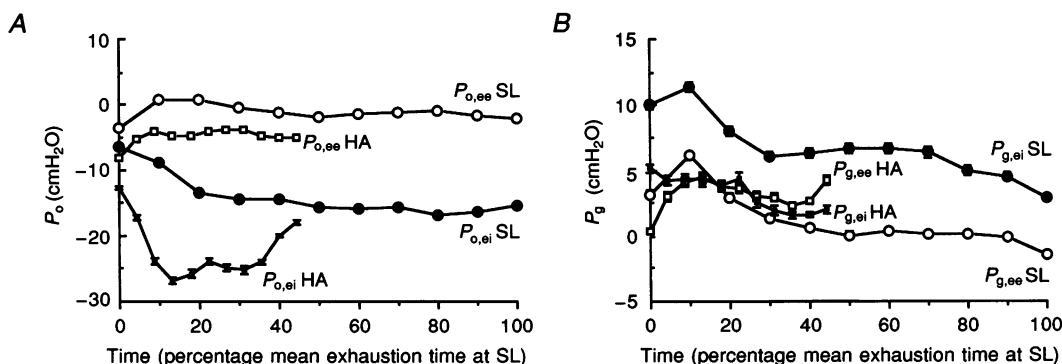 A
10
0
−10
−20
−30
Po (cmH2O)
Po,ee SL
Po,ee HA
Po,ei SL
Po,ei HA
0 20 40 60 80 100
Time (percentage mean exhaustion time at SL)
B
15
10
5
0
−5
Pg (cmH2O)
Pg,ei SL
Pg,ee HA
Pg,ei HA
Pg,ee SL
0 20 40 60 80 100
Time (percentage mean exhaustion time at SL)